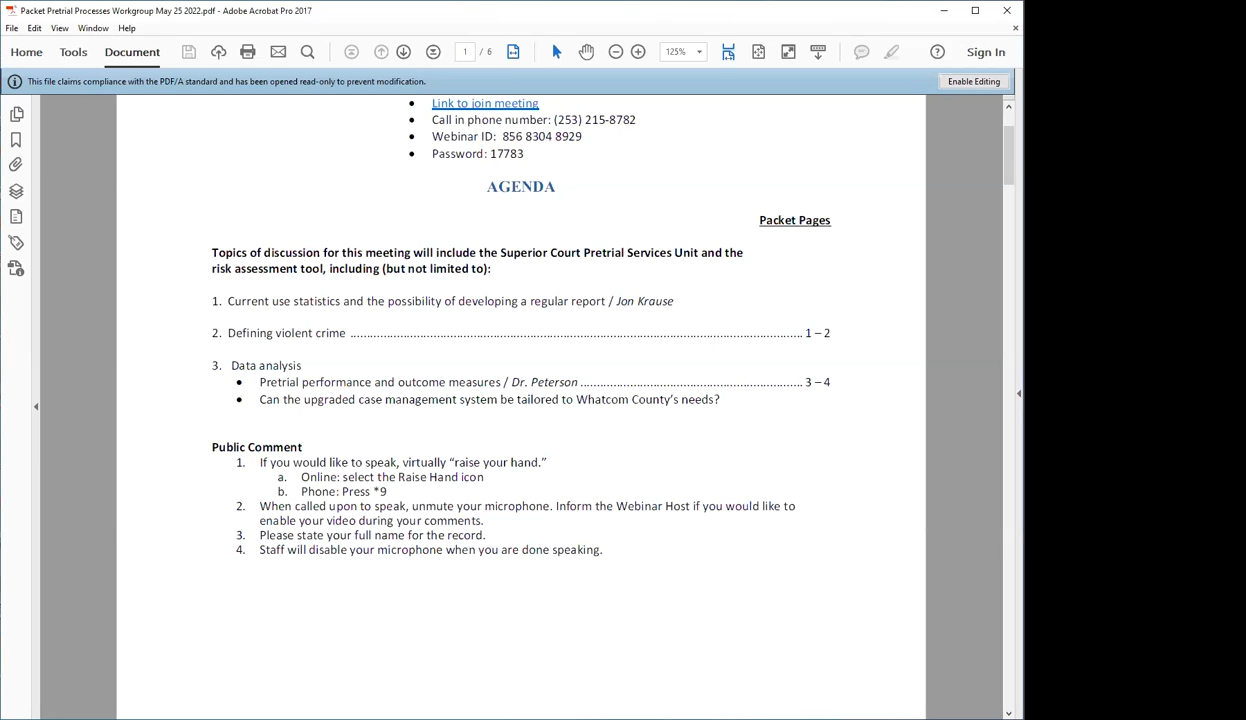 Packet Pretrial Processes Workgroup May 25 2022.pdf - Adobe Acrobat Pro 2017
File Edit View Window Help
Home Tools Document 1 / 6 125% Sign In
This file claims compliance with the PDF/A standard and has been opened read-only to prevent modification. Enable Editing
• Link to join meeting
• Call in phone number: (253) 215-8782
• Webinar ID: 856 8304 8929
• Password: 17783
AGENDA
Packet Pages
Topics of discussion for this meeting will include the Superior Court Pretrial Services Unit and the
risk assessment tool, including (but not limited to):
1. Current use statistics and the possibility of developing a regular report / Jon Krause
2. Defining violent crime ........................................................ 1 – 2
3. Data analysis
• Pretrial performance and outcome measures / Dr. Peterson ........................................ 3 – 4
• Can the upgraded case management system be tailored to Whatcom County’s needs?
Public Comment
1. If you would like to speak, virtually “raise your hand.”
a. Online: select the Raise Hand icon
b. Phone: Press *9
2. When called upon to speak, unmute your microphone. Inform the Webinar Host if you would like to
enable your video during your comments.
3. Please state your full name for the record.
4. Staff will disable your microphone when you are done speaking.